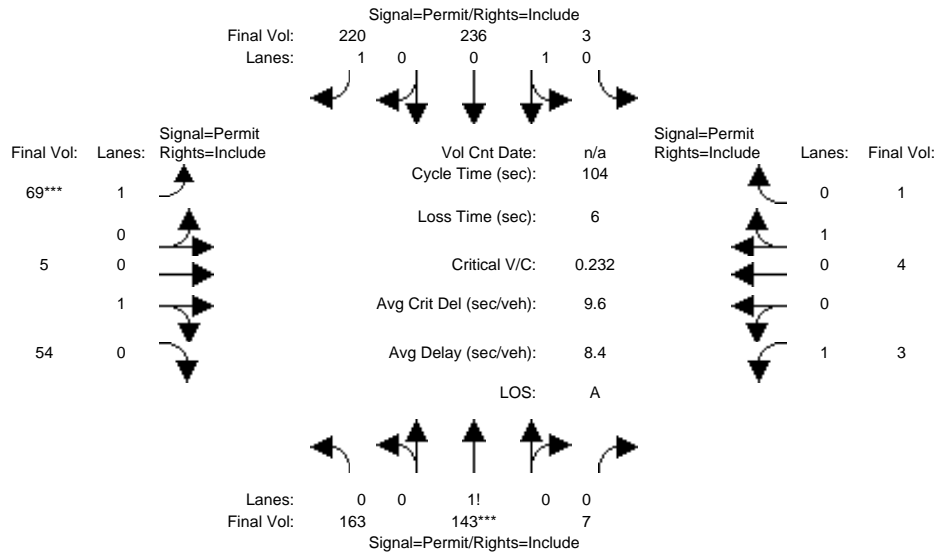 Signal=Permit/Rights=Include
Final Vol: 220 236 3
Lanes: 1 0 0 1 0
Signal=Permit
Final Vol: Lanes: Rights=Include
Vol Cnt Date: n/a
Signal=Permit
Rights=Include Lanes: Final Vol:
Cycle Time (sec): 104
69*** 1
0 1
Loss Time (sec): 6
0
1
5 0
Critical V/C: 0.232
0 4
1
Avg Crit Del (sec/veh): 9.6
0
54 0
Avg Delay (sec/veh): 8.4
1 3
LOS: A
Lanes: 0 0 1! 0 0
Final Vol: 163 143*** 7
Signal=Permit/Rights=Include